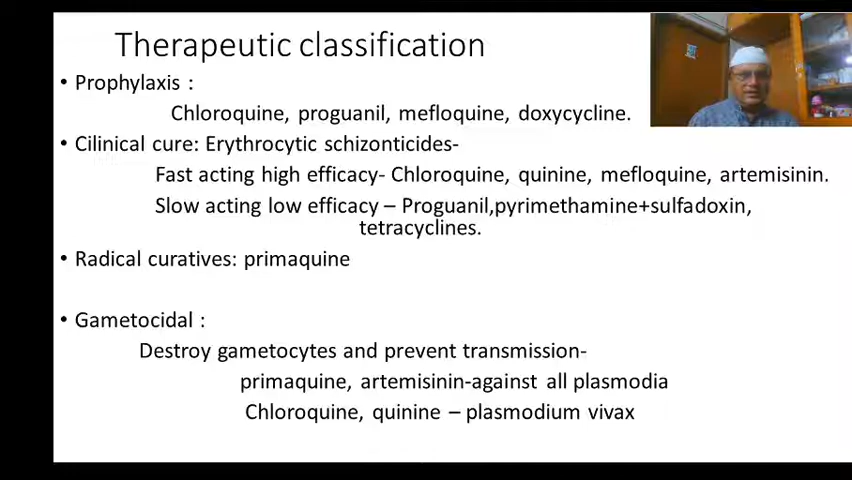 Therapeutic classification
• Prophylaxis :
Chloroquine, proguanil, mefloquine, doxycycline.
• Cilinical cure: Erythrocytic schizonticides-
Fast acting high efficacy- Chloroquine, quinine, mefloquine, artemisinin.
Slow acting low efficacy – Proguanil,pyrimethamine+sulfadoxin,
tetracyclines.
• Radical curatives: primaquine
• Gametocidal :
Destroy gametocytes and prevent transmission-
primaquine, artemisinin-against all plasmodia
Chloroquine, quinine – plasmodium vivax